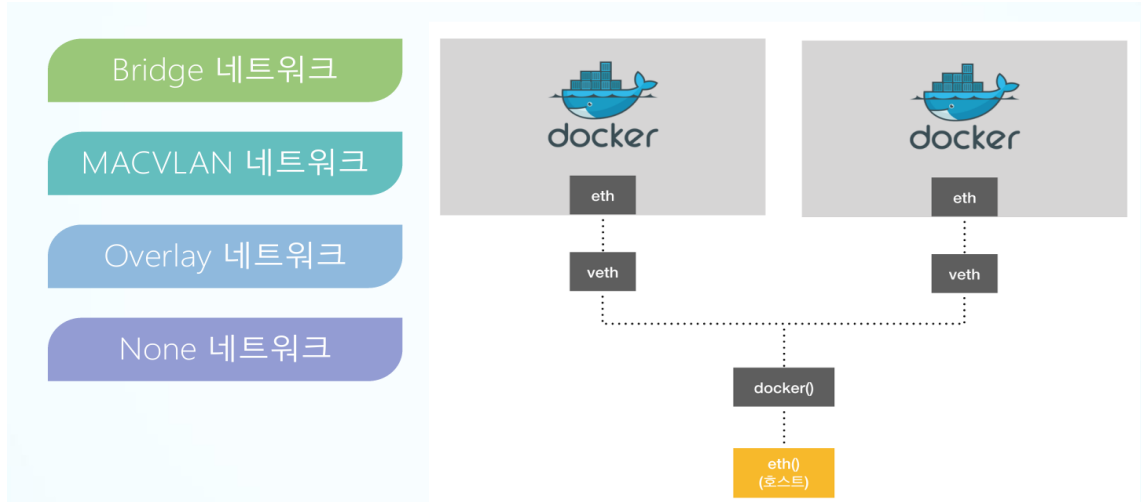 Bridge 네트워크
MACVLAN 네트워크
Overlay 네트워크
None 네트워크
docker
eth
veth
docker
eth
veth
docker()
eth()
(호스트)